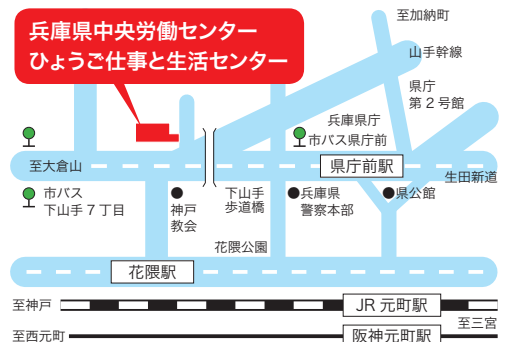 兵庫県中央労働センター
ひょうご仕事と生活センター
至加納町
山手幹線
県庁
第2号館
兵庫県庁
市バス県庁前
至大倉山
県庁前駅
生田新道
市バス
下山手7丁目
神戸
教会
下山手
歩道橋
兵庫県
警察本部
県公館
花隈公園
花隈駅
至神戸
JR 元町駅
至三宮
至西元町
阪神元町駅